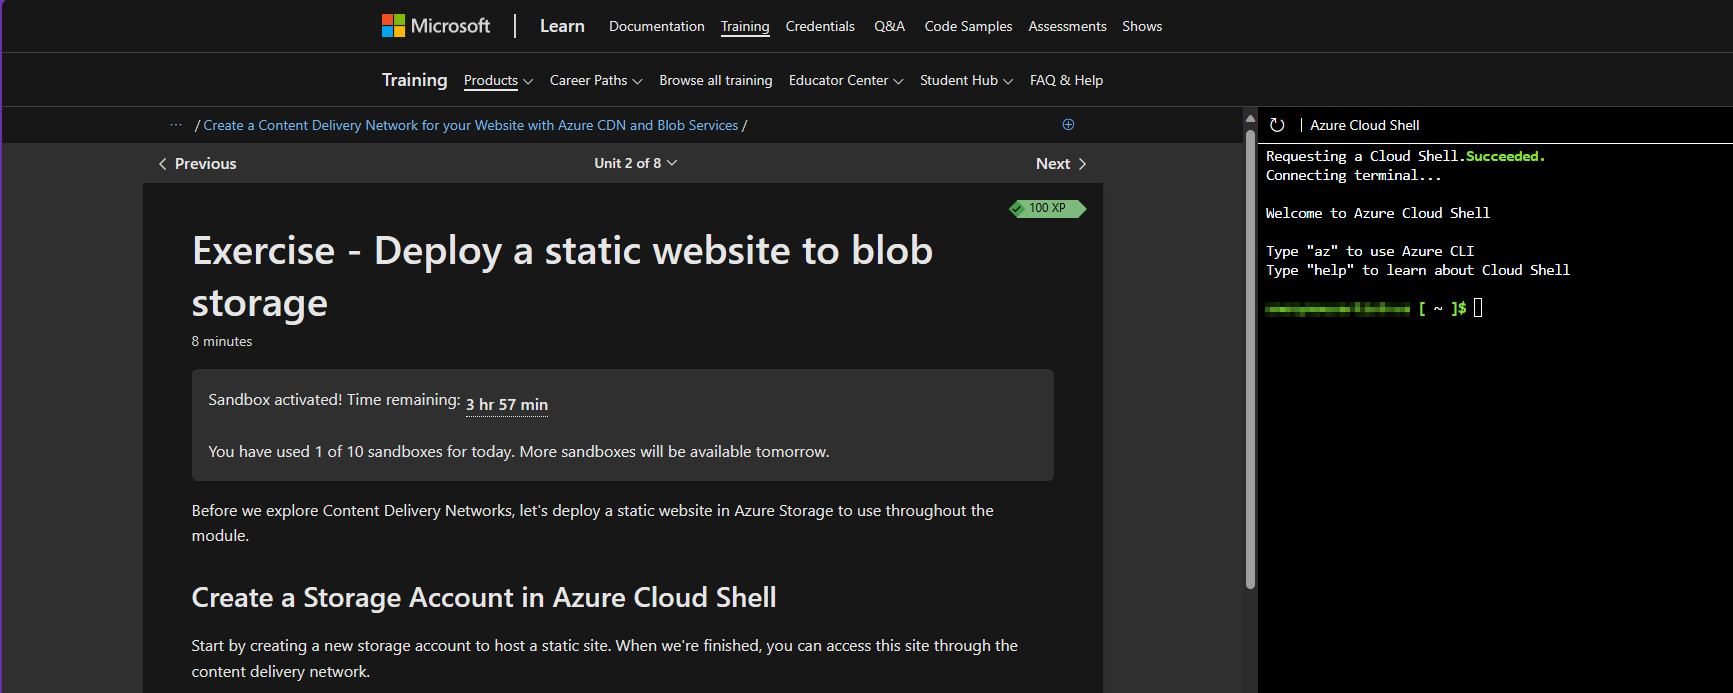 Microsoft | Learn Documentation Training Credentials Q&A Code Samples Assessments Shows
Training Products Career Paths Browse all training Educator Center Student Hub FAQ & Help
··· / Create a Content Delivery Network for your Website with Azure CDN and Blob Services /
Previous Unit 2 of 8 Next
100 XP
Exercise - Deploy a static website to blob
storage
8 minutes
Sandbox activated! Time remaining: 3 hr 57 min
You have used 1 of 10 sandboxes for today. More sandboxes will be available tomorrow.
Before we explore Content Delivery Networks, let's deploy a static website in Azure Storage to use throughout the
module.
Create a Storage Account in Azure Cloud Shell
Start by creating a new storage account to host a static site. When we're finished, you can access this site through the
content delivery network.
| Azure Cloud Shell
Requesting a Cloud Shell.Succeeded.
Connecting terminal...
Welcome to Azure Cloud Shell
Type "az" to use Azure CLI
Type "help" to learn about Cloud Shell
[ ~ ]$